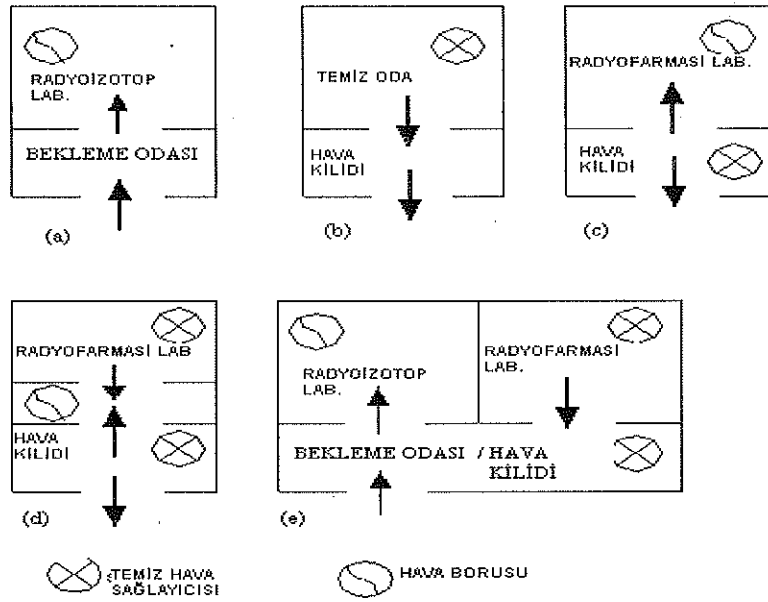 RADYOİZOTOP
LAB.
BEKLEME ODASI
(a)
TEMİZ ODA
HAVA
KİLİDİ
(b)
RADYOFARMASİ LAB.
HAVA
KİLİDİ
(c)
RADYOFARMASİ LAB
HAVA
KİLİDİ
(d)
RADYOİZOTOP
LAB.
RADYOFARMASİ
LAB.
BEKLEME ODASI / HAVA
KİLİDİ
(e)
TEMİZ HAVA
SAĞLAYICISI
HAVA BORUSU